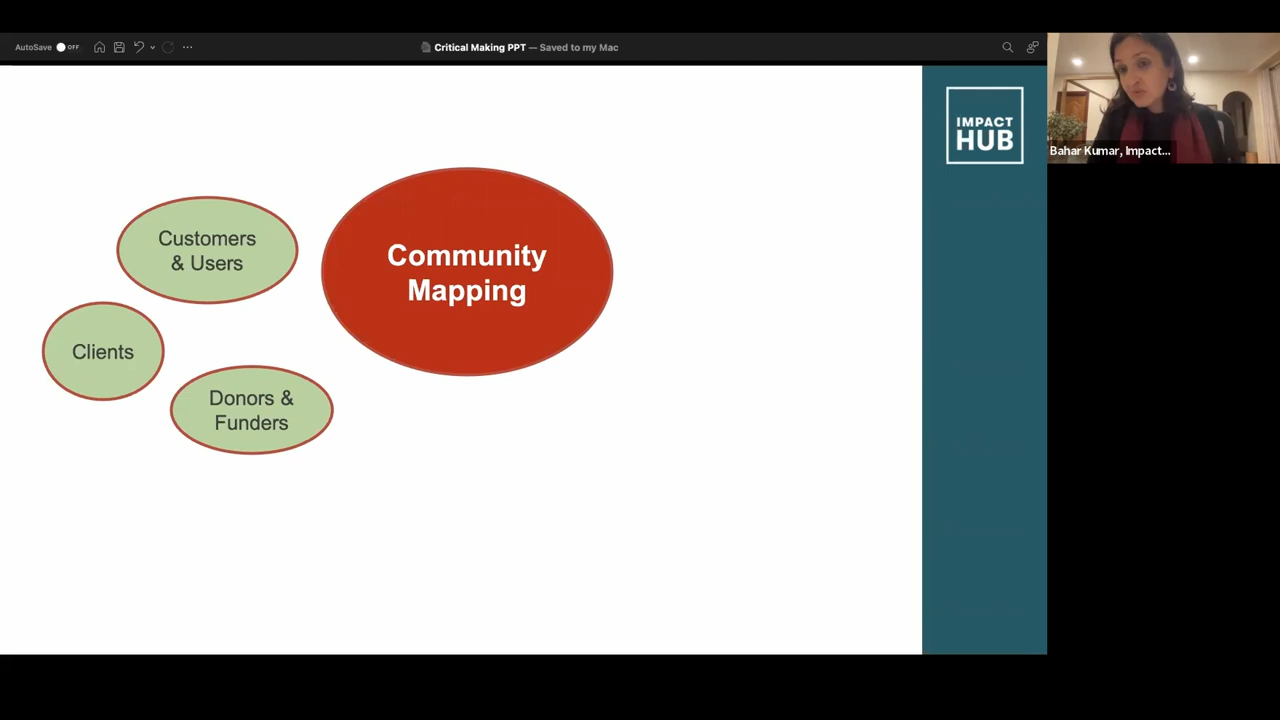 AutoSave OFF
Critical Making PPT — Saved to my Mac
IMPACT
HUB
Bahar Kumar, Impact...
Community
Mapping
Customers
& Users
Clients
Donors &
Funders